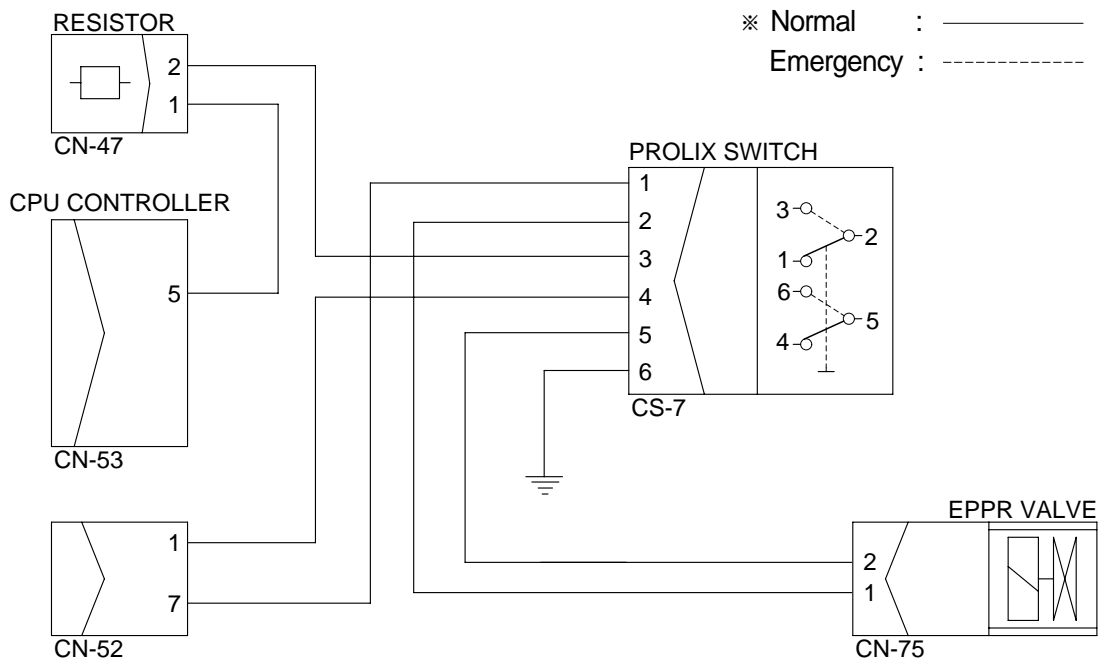 ※ Normal : 
Emergency :
RESISTOR
2
1
CN-47
CPU CONTROLLER
5
CN-53
1
7
CN-52
PROLIX SWITCH
1
2
3
4
5
6
3
2
1
6
5
4
CS-7
EPPR VALVE
2
1
CN-75